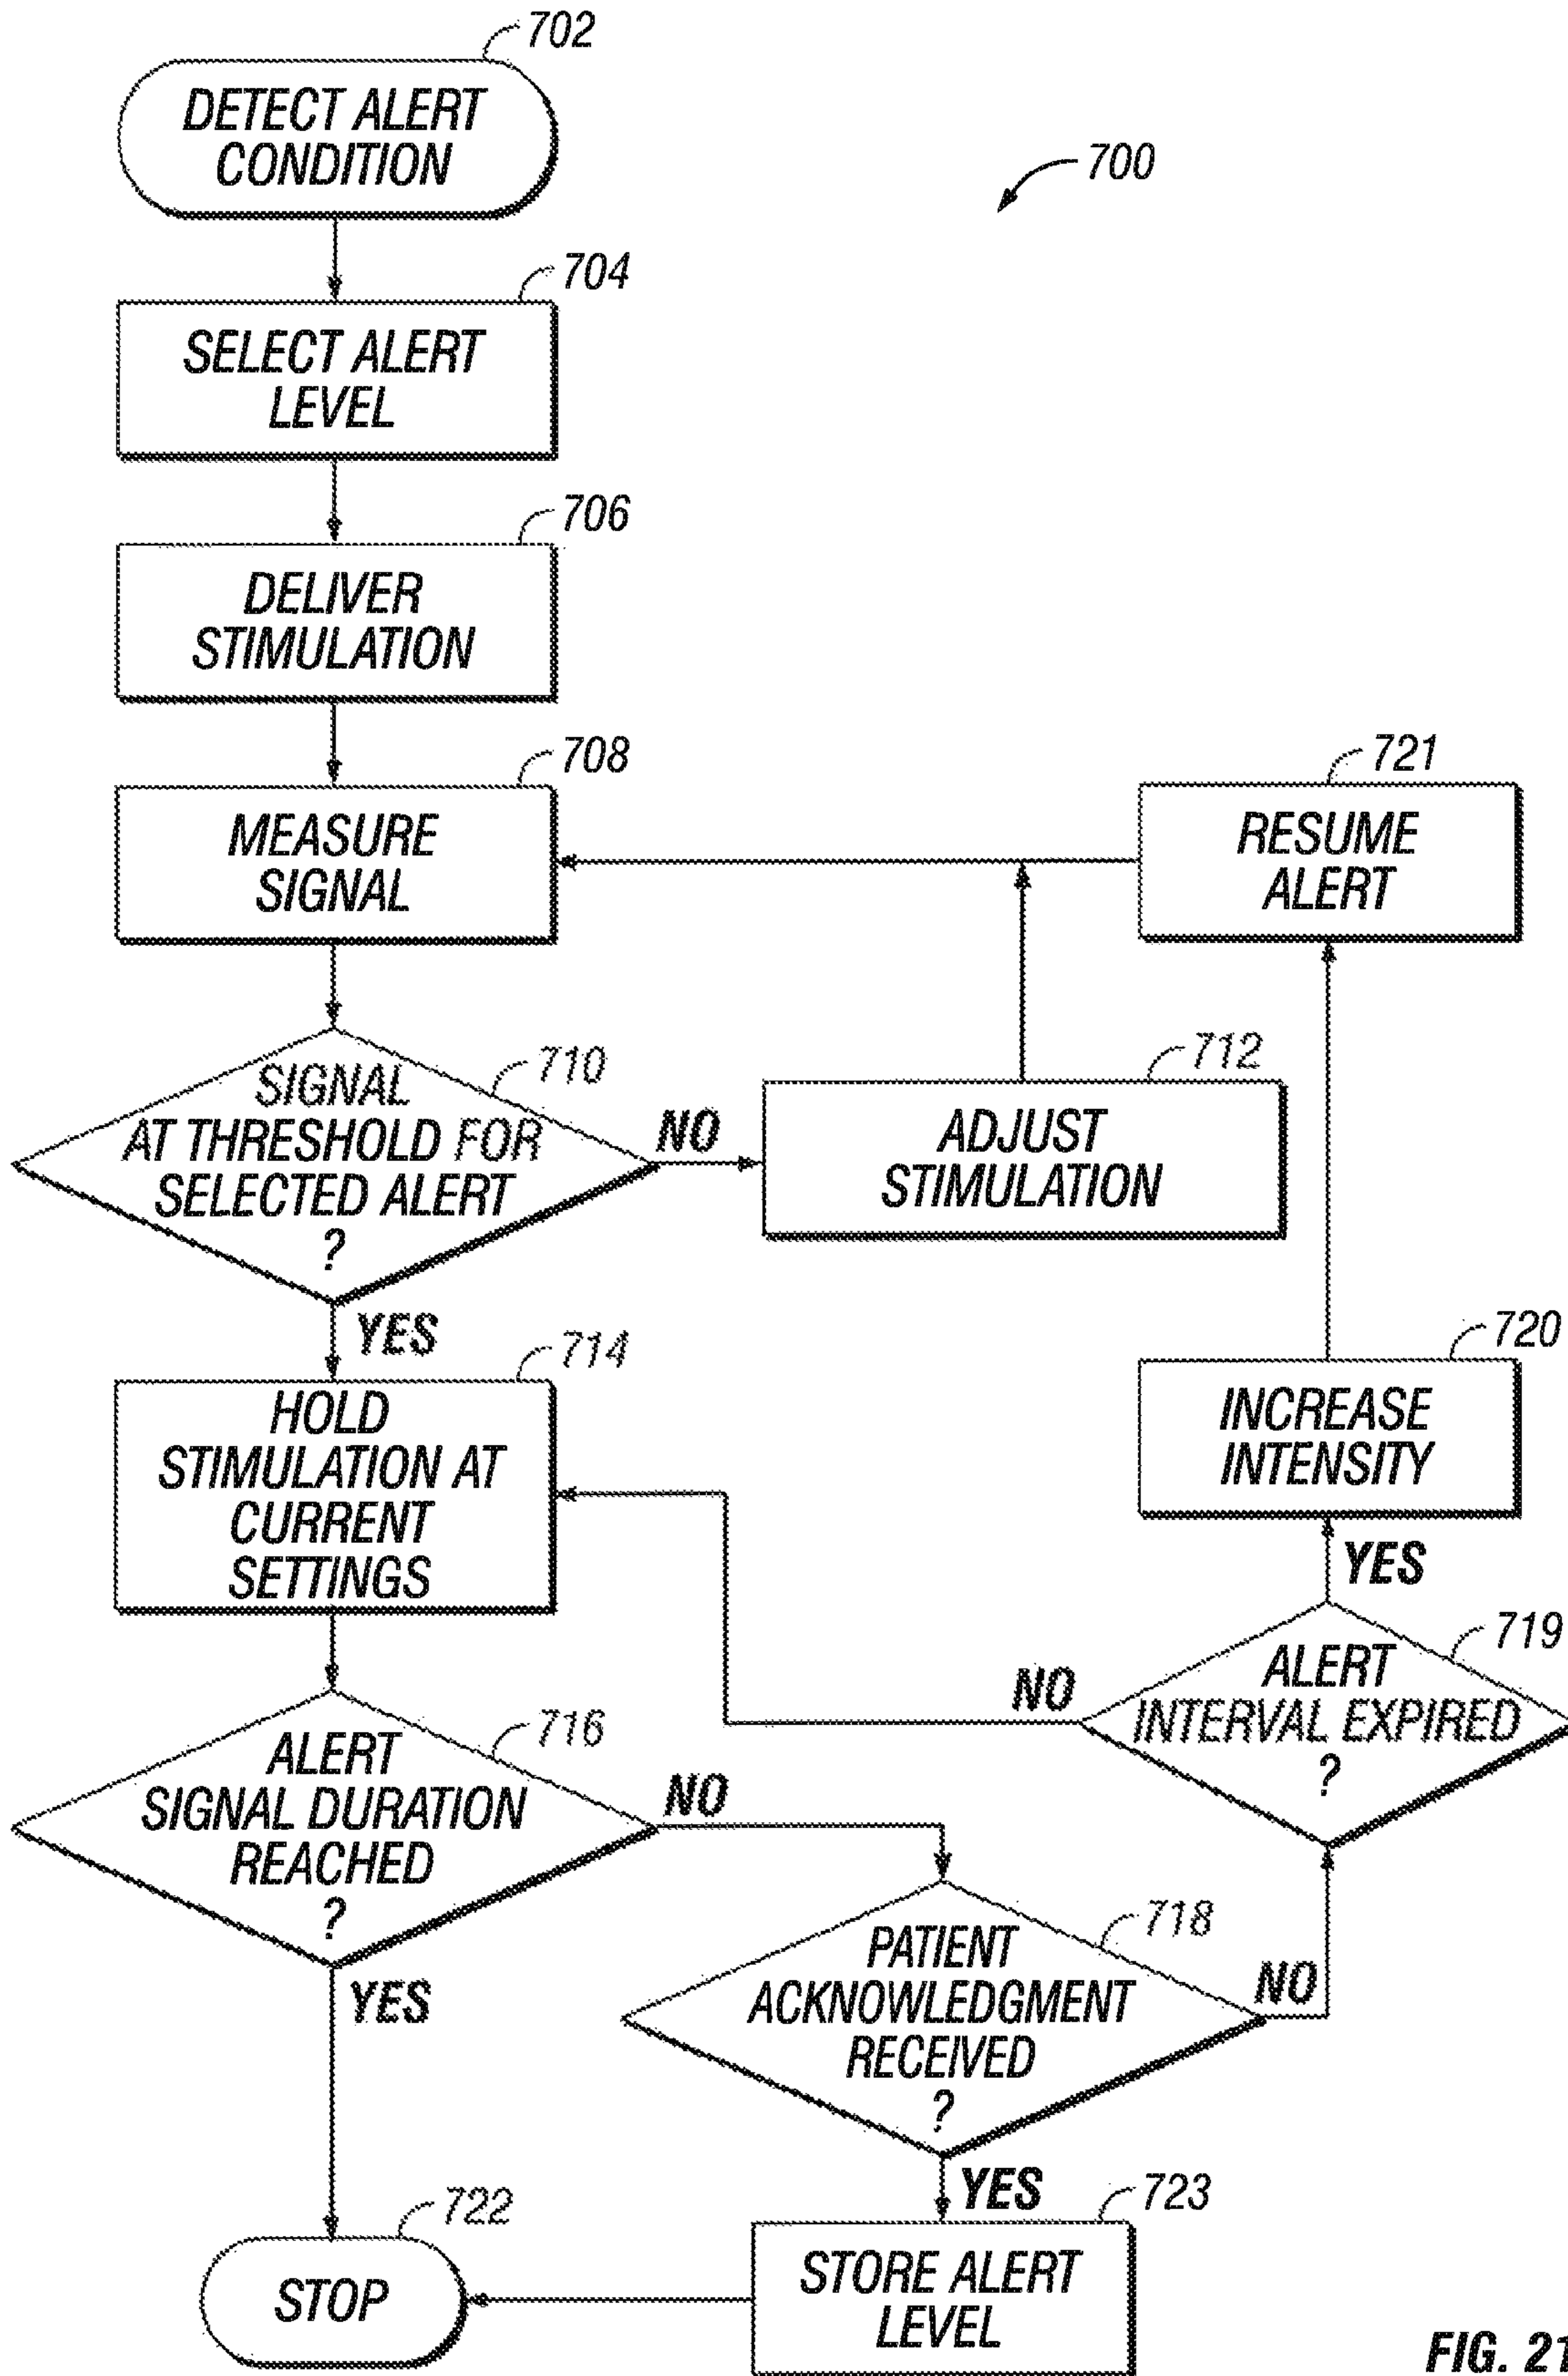 702
DETECT ALERT
CONDITION
700
704
SELECT ALERT
LEVEL
706
DELIVER
STIMULATION
708
MEASURE
SIGNAL
721
RESUME
ALERT
710
SIGNAL
AT THRESHOLD FOR
SELECTED ALERT
?
NO
712
ADJUST
STIMULATION
YES
714
HOLD
STIMULATION AT
CURRENT
SETTINGS
720
INCREASE
INTENSITY
YES
719
ALERT
INTERVAL EXPIRED
?
NO
716
ALERT
SIGNAL DURATION
REACHED
?
NO
718
PATIENT
ACKNOWLEDGMENT
RECEIVED
?
NO
YES
YES
723
STORE ALERT
LEVEL
722
STOP
FIG. 21